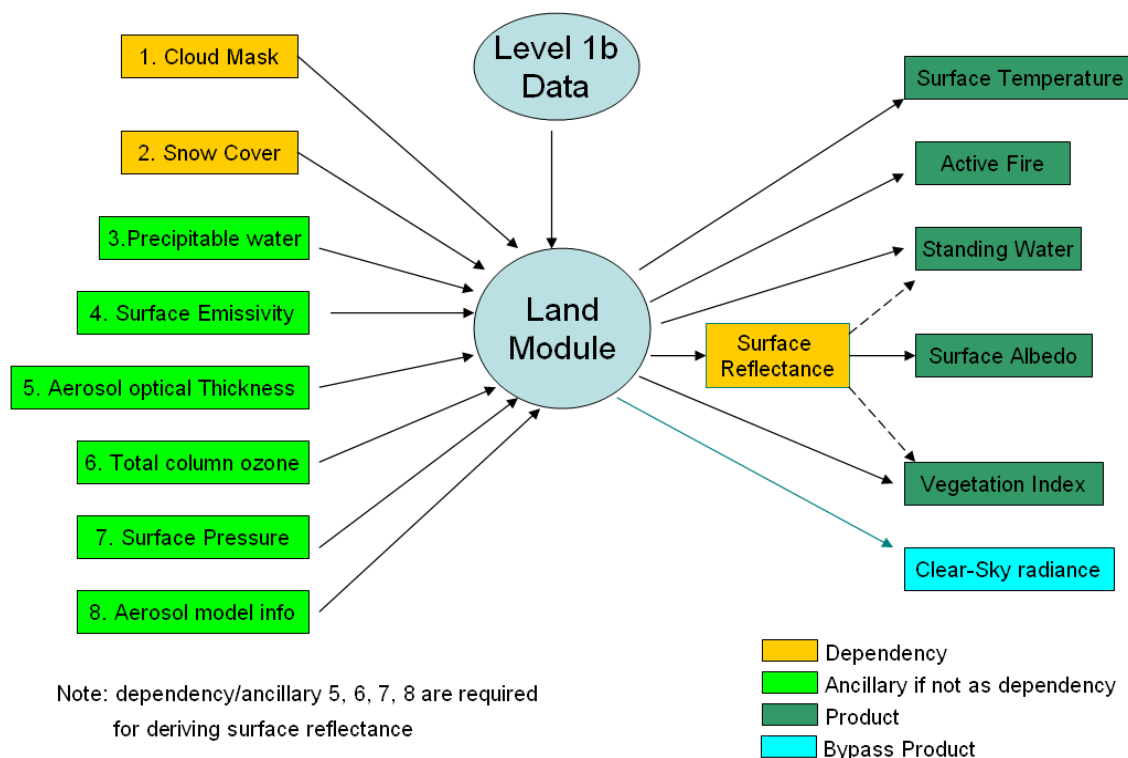 Level 1b
Data
1. Cloud Mask
2. Snow Cover
3.Precipitable water
4. Surface Emissivity
5. Aerosol optical Thickness
6. Total column ozone
7. Surface Pressure
8. Aerosol model info
Land
Module
Surface
Reflectance
Surface Temperature
Active Fire
Standing Water
Surface Albedo
Vegetation Index
Clear-Sky radiance
Note: dependency/ancillary 5, 6, 7, 8 are required
for deriving surface reflectance
Dependency
Ancillary if not as dependency
Product
Bypass Product